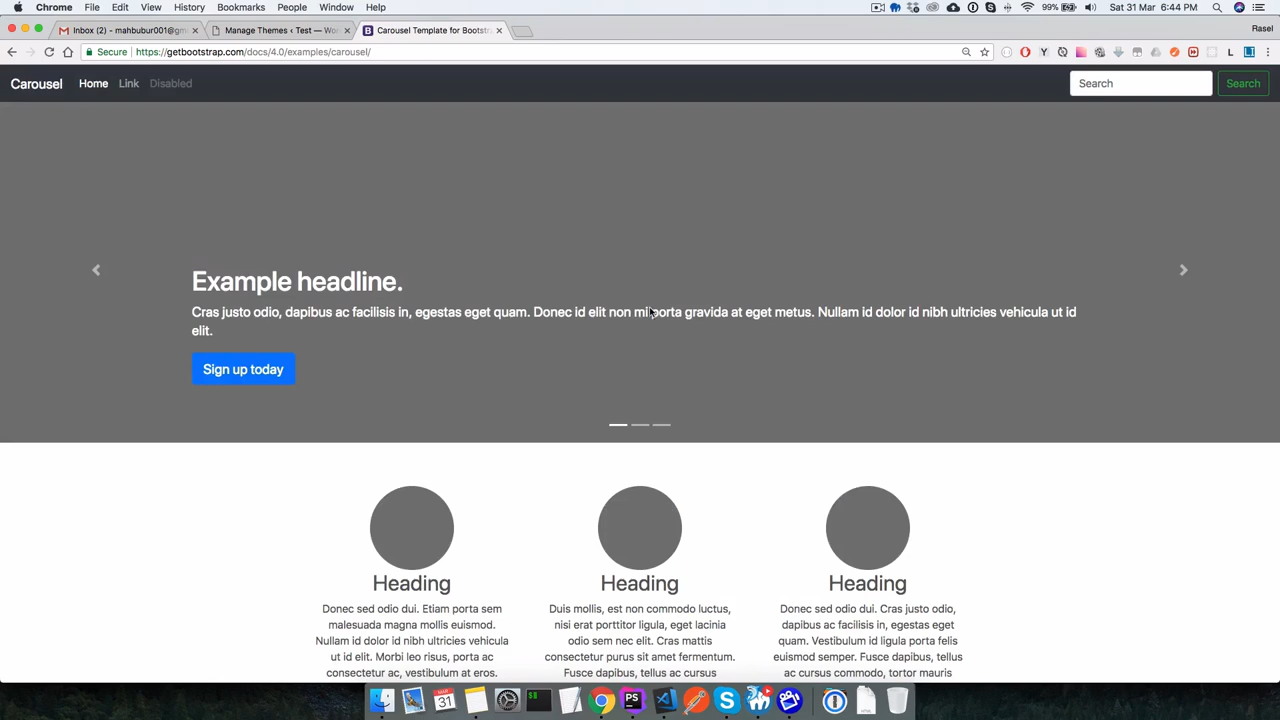 Chrome File Edit View History Bookmarks People Window Help 99% Sat 31 Mar 6:44 PM
Inbox (2) - mahbubur001@gm Manage Themes ‹ Test — Wor Carousel Template for Bootstr Rasel
Secure https://getbootstrap.com/docs/4.0/examples/carousel/
Carousel Home Link Disabled Search Search
Example headline.
Cras justo odio, dapibus ac facilisis in, egestas eget quam. Donec id elit non mi porta gravida at eget metus. Nullam id dolor id nibh ultricies vehicula ut id
elit.
Sign up today
Heading
Donec sed odio dui. Etiam porta sem
malesuada magna mollis euismod.
Nullam id dolor id nibh ultricies vehicula
ut id elit. Morbi leo risus, porta ac
consectetur ac, vestibulum at eros.
Heading
Duis mollis, est non commodo luctus,
nisi erat porttitor ligula, eget lacinia
odio sem nec elit. Cras mattis
consectetur purus sit amet fermentum.
Fusce dapibus, tellus ac cursus
Heading
Donec sed odio dui. Cras justo odio,
dapibus ac facilisis in, egestas eget
quam. Vestibulum id ligula porta felis
euismod semper. Fusce dapibus, tellus
ac cursus commodo, tortor mauris